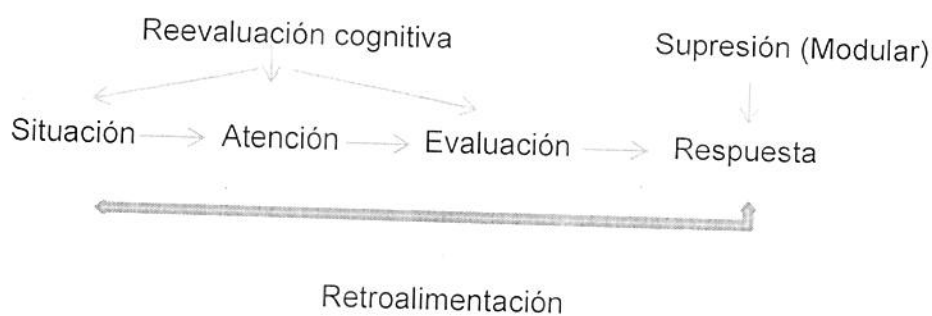 Reevaluación cognitiva
Supresión (Modular)
Situación
Atención
Evaluación
Respuesta
Retroalimentación